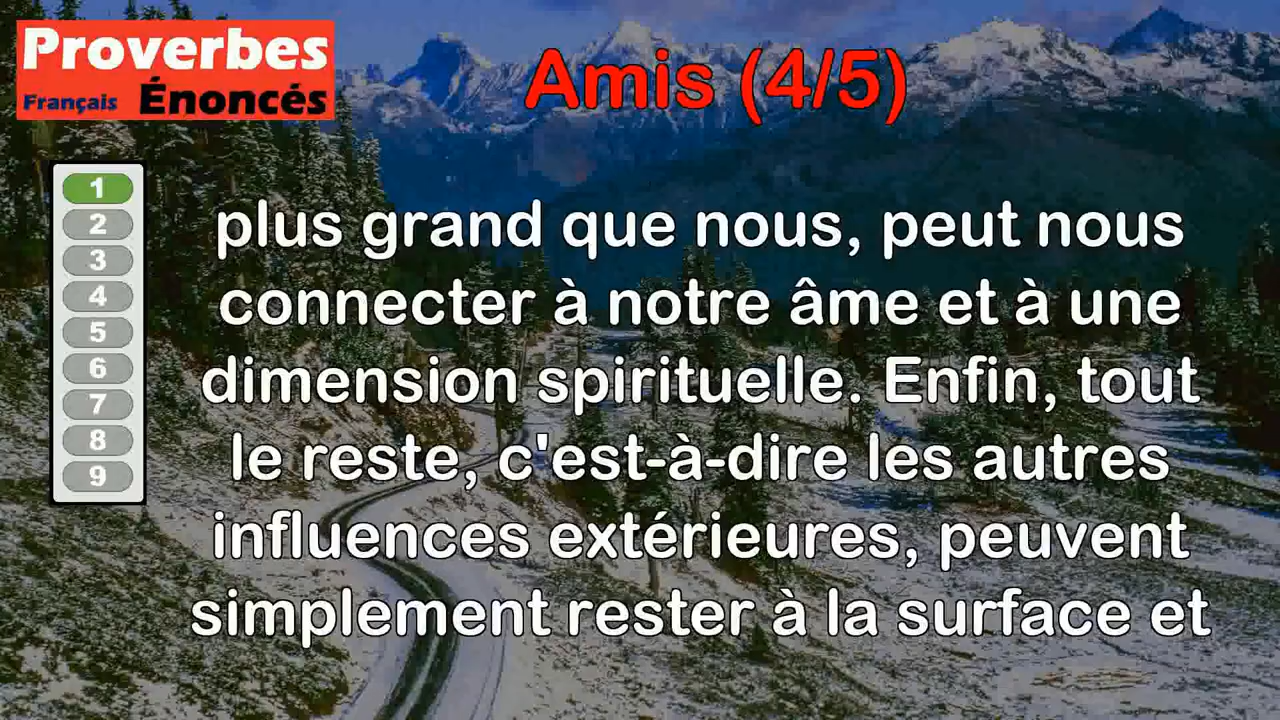 Proverbes
Français Énoncés
Amis (4/5)
1
2
3
4
5
6
7
8
9
plus grand que nous, peut nous
connecter à notre âme et à une
dimension spirituelle. Enfin, tout
le reste, c'est-à-dire les autres
influences extérieures, peuvent
simplement rester à la surface et